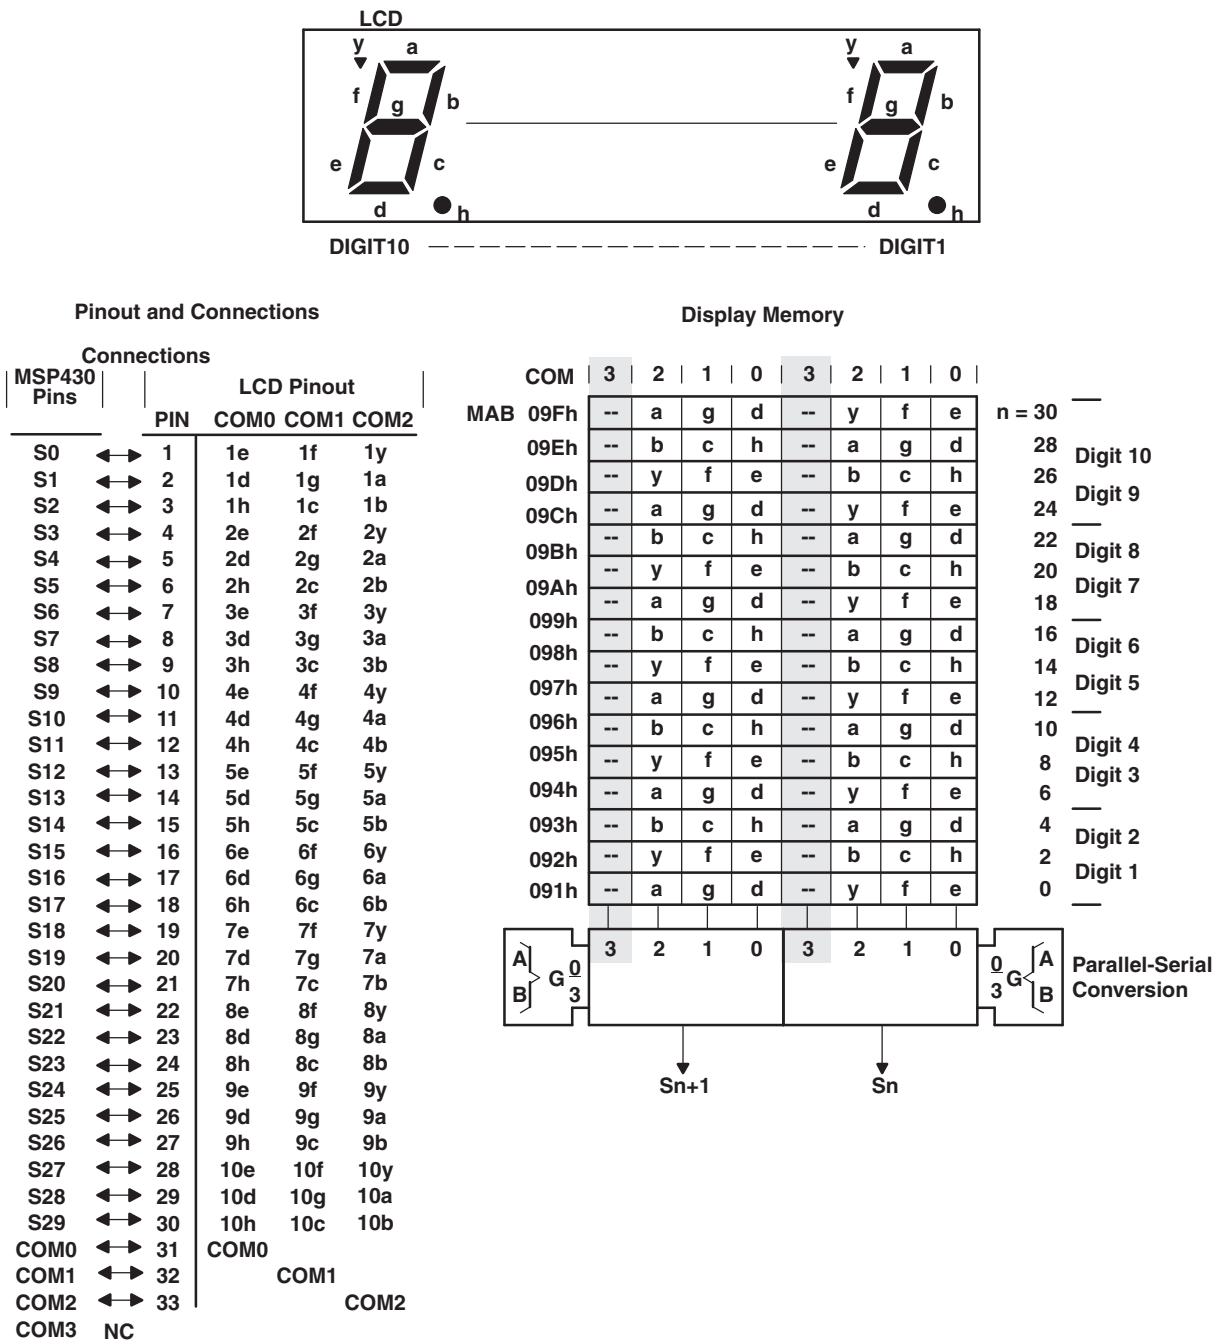 LCD
y a y a
f g b f g b
e c e c
d h d h
DIGIT10 DIGIT1
Pinout and Connections
Connections
MSP430 Pins LCD Pinout
PIN COM0 COM1 COM2
S0 1 1e 1f 1y
S1 2 1d 1g 1a
S2 3 1h 1c 1b
S3 4 2e 2f 2y
S4 5 2d 2g 2a
S5 6 2h 2c 2b
S6 7 3e 3f 3y
S7 8 3d 3g 3a
S8 9 3h 3c 3b
S9 10 4e 4f 4y
S10 11 4d 4g 4a
S11 12 4h 4c 4b
S12 13 5e 5f 5y
S13 14 5d 5g 5a
S14 15 5h 5c 5b
S15 16 6e 6f 6y
S16 17 6d 6g 6a
S17 18 6h 6c 6b
S18 19 7e 7f 7y
S19 20 7d 7g 7a
S20 21 7h 7c 7b
S21 22 8e 8f 8y
S22 23 8d 8g 8a
S23 24 8h 8c 8b
S24 25 9e 9f 9y
S25 26 9d 9g 9a
S26 27 9h 9c 9b
S27 28 10e 10f 10y
S28 29 10d 10g 10a
S29 30 10h 10c 10b
COM0 31 COM0
COM1 32 COM1
COM2 33 COM2
COM3 NC
Display Memory
COM 3 2 1 0 3 2 1 0
MAB 09Fh -- a g d -- y f e n = 30
09Eh -- b c h -- a g d 28
Digit 10
09Dh -- y f e -- b c h 26
Digit 9
09Ch -- a g d -- y f e 24
09Bh -- b c h -- a g d 22
Digit 8
09Ah -- y f e -- b c h 20
Digit 7
099h -- a g d -- y f e 18
098h -- b c h -- a g d 16
Digit 6
097h -- y f e -- b c h 14
Digit 5
096h -- a g d -- y f e 12
095h -- b c h -- a g d 10
Digit 4
-- y f e -- b c h 8
Digit 3
094h -- a g d -- y f e 6
093h -- b c h -- a g d 4
Digit 2
092h -- y f e -- b c h 2
Digit 1
091h -- a g d -- y f e 0
A B G 0 3 3 2 1 0 3 2 1 0 0 3 G A B
Parallel-Serial
Conversion
Sn+1 Sn